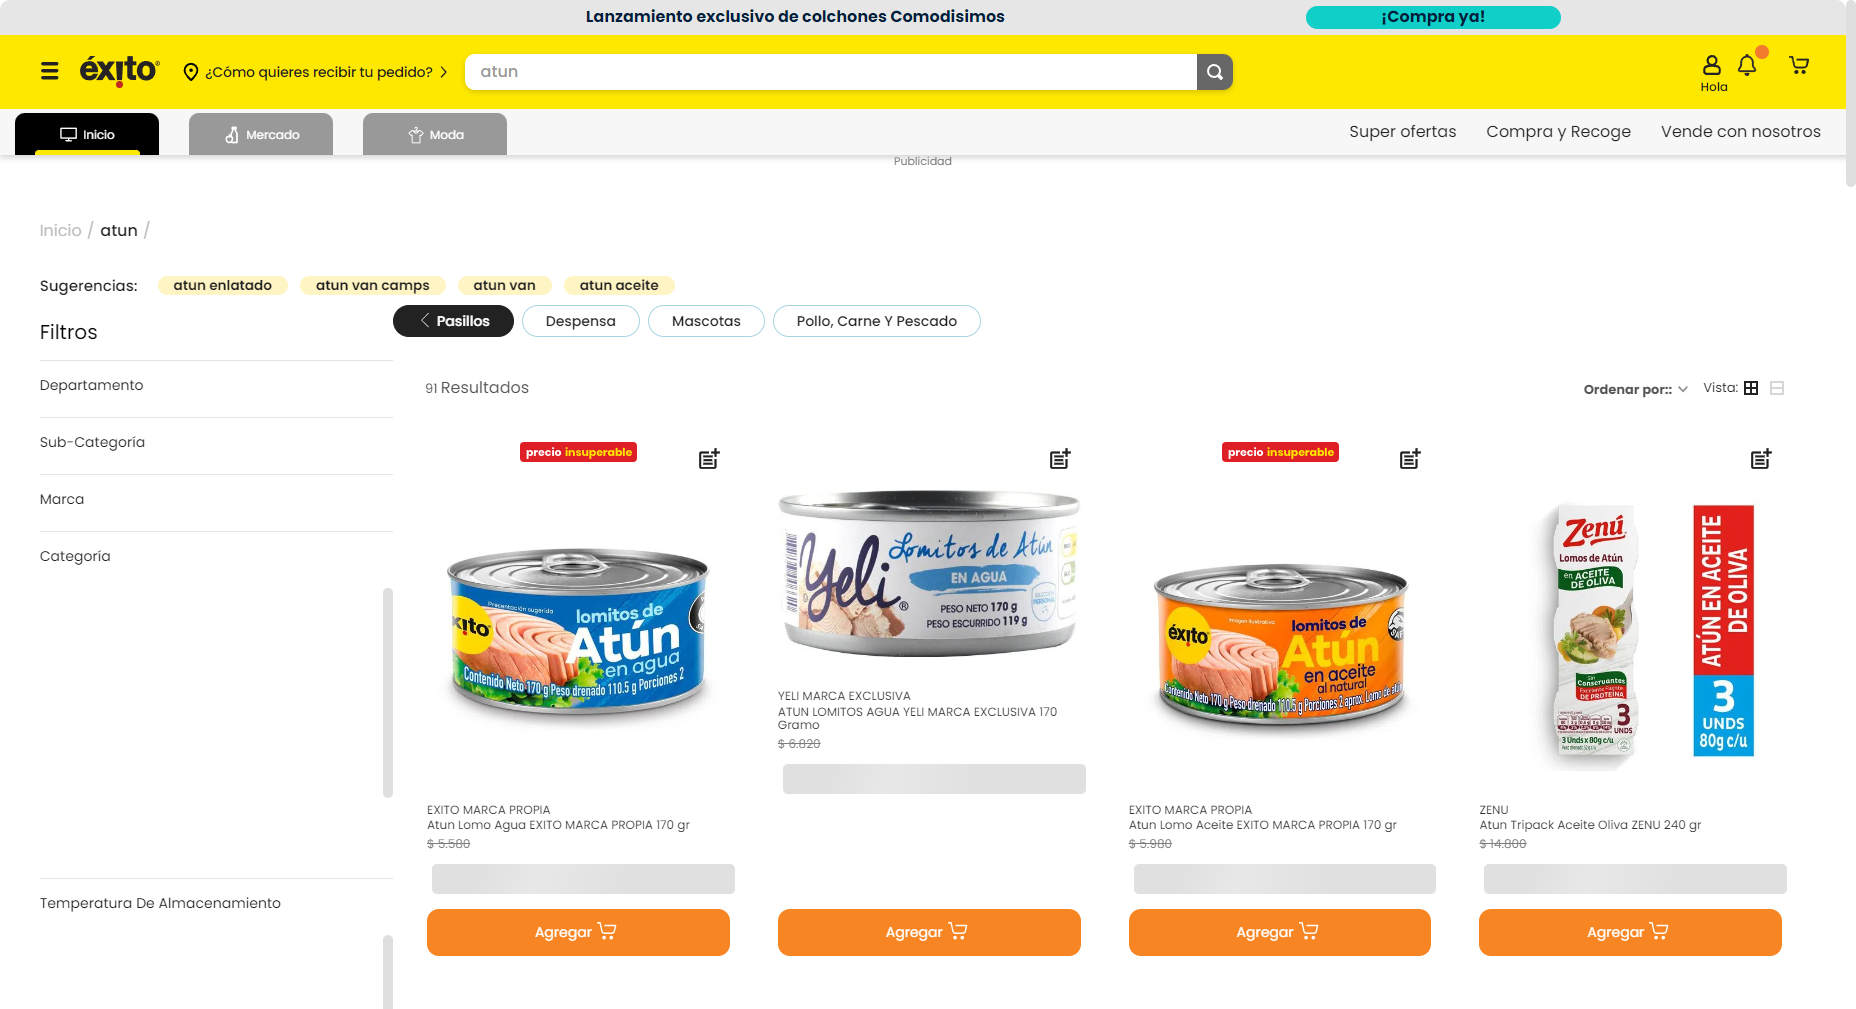 Lanzamiento exclusivo de colchones Comodisimos
¡Compra ya!
éxito
¿Cómo quieres recibir tu pedido?
atun
Hola
Inicio
Mercado
Moda
Super ofertas
Compra y Recoge
Vende con nosotros
Publicidad
Inicio / atun /
Sugerencias:
atun enlatado
atun van camps
atun van
atun aceite
Filtros
Pasillos
Despensa
Mascotas
Pollo, Carne Y Pescado
Departamento
Sub-Categoría
Marca
Categoría
Temperatura De Almacenamiento
91 Resultados
Ordenar por::
Vista:
precio insuperable
Presentación sugerida
éxito
lomitos de
Atún
en agua
Contenido Neto 170 g Peso drenado 110.5 g Porciones 2
EXITO MARCA PROPIA
Atun Lomo Agua EXITO MARCA PROPIA 170 gr
$ 5.580
Agregar
Yeli®
Lomitos de Atún
EN AGUA
PESO NETO 170 g
PESO ESCURRIDO 119 g
YELI MARCA EXCLUSIVA
ATUN LOMITOS AGUA YELI MARCA EXCLUSIVA 170
Gramo
$ 6.820
Agregar
precio insuperable
éxito
lomitos de
Atún
en aceite
al natural
Contenido Neto 170 g Peso drenado 110.5 g Porciones 2 aprox.
EXITO MARCA PROPIA
Atun Lomo Aceite EXITO MARCA PROPIA 170 gr
$ 5.980
Agregar
Zenú
Lomos de Atún
en ACEITE
DE OLIVA
Sin
Conservantes
DE PROTEÍNA
3
UNDS
3 Unds x 80g c/u
ATÚN EN ACEITE
DE OLIVA
3
UNDS
80g c/u
ZENU
Atun Tripack Aceite Oliva ZENU 240 gr
$ 14.800
Agregar